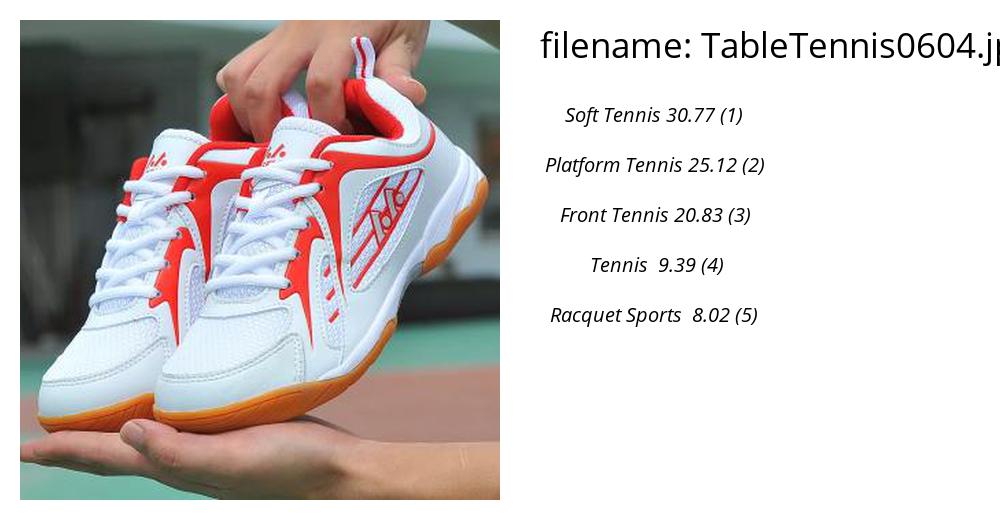 filename: TableTennis0604.j
Soft Tennis 30.77 (1)
Platform Tennis 25.12 (2)
Front Tennis 20.83 (3)
Tennis 9.39 (4)
Racquet Sports 8.02 (5)